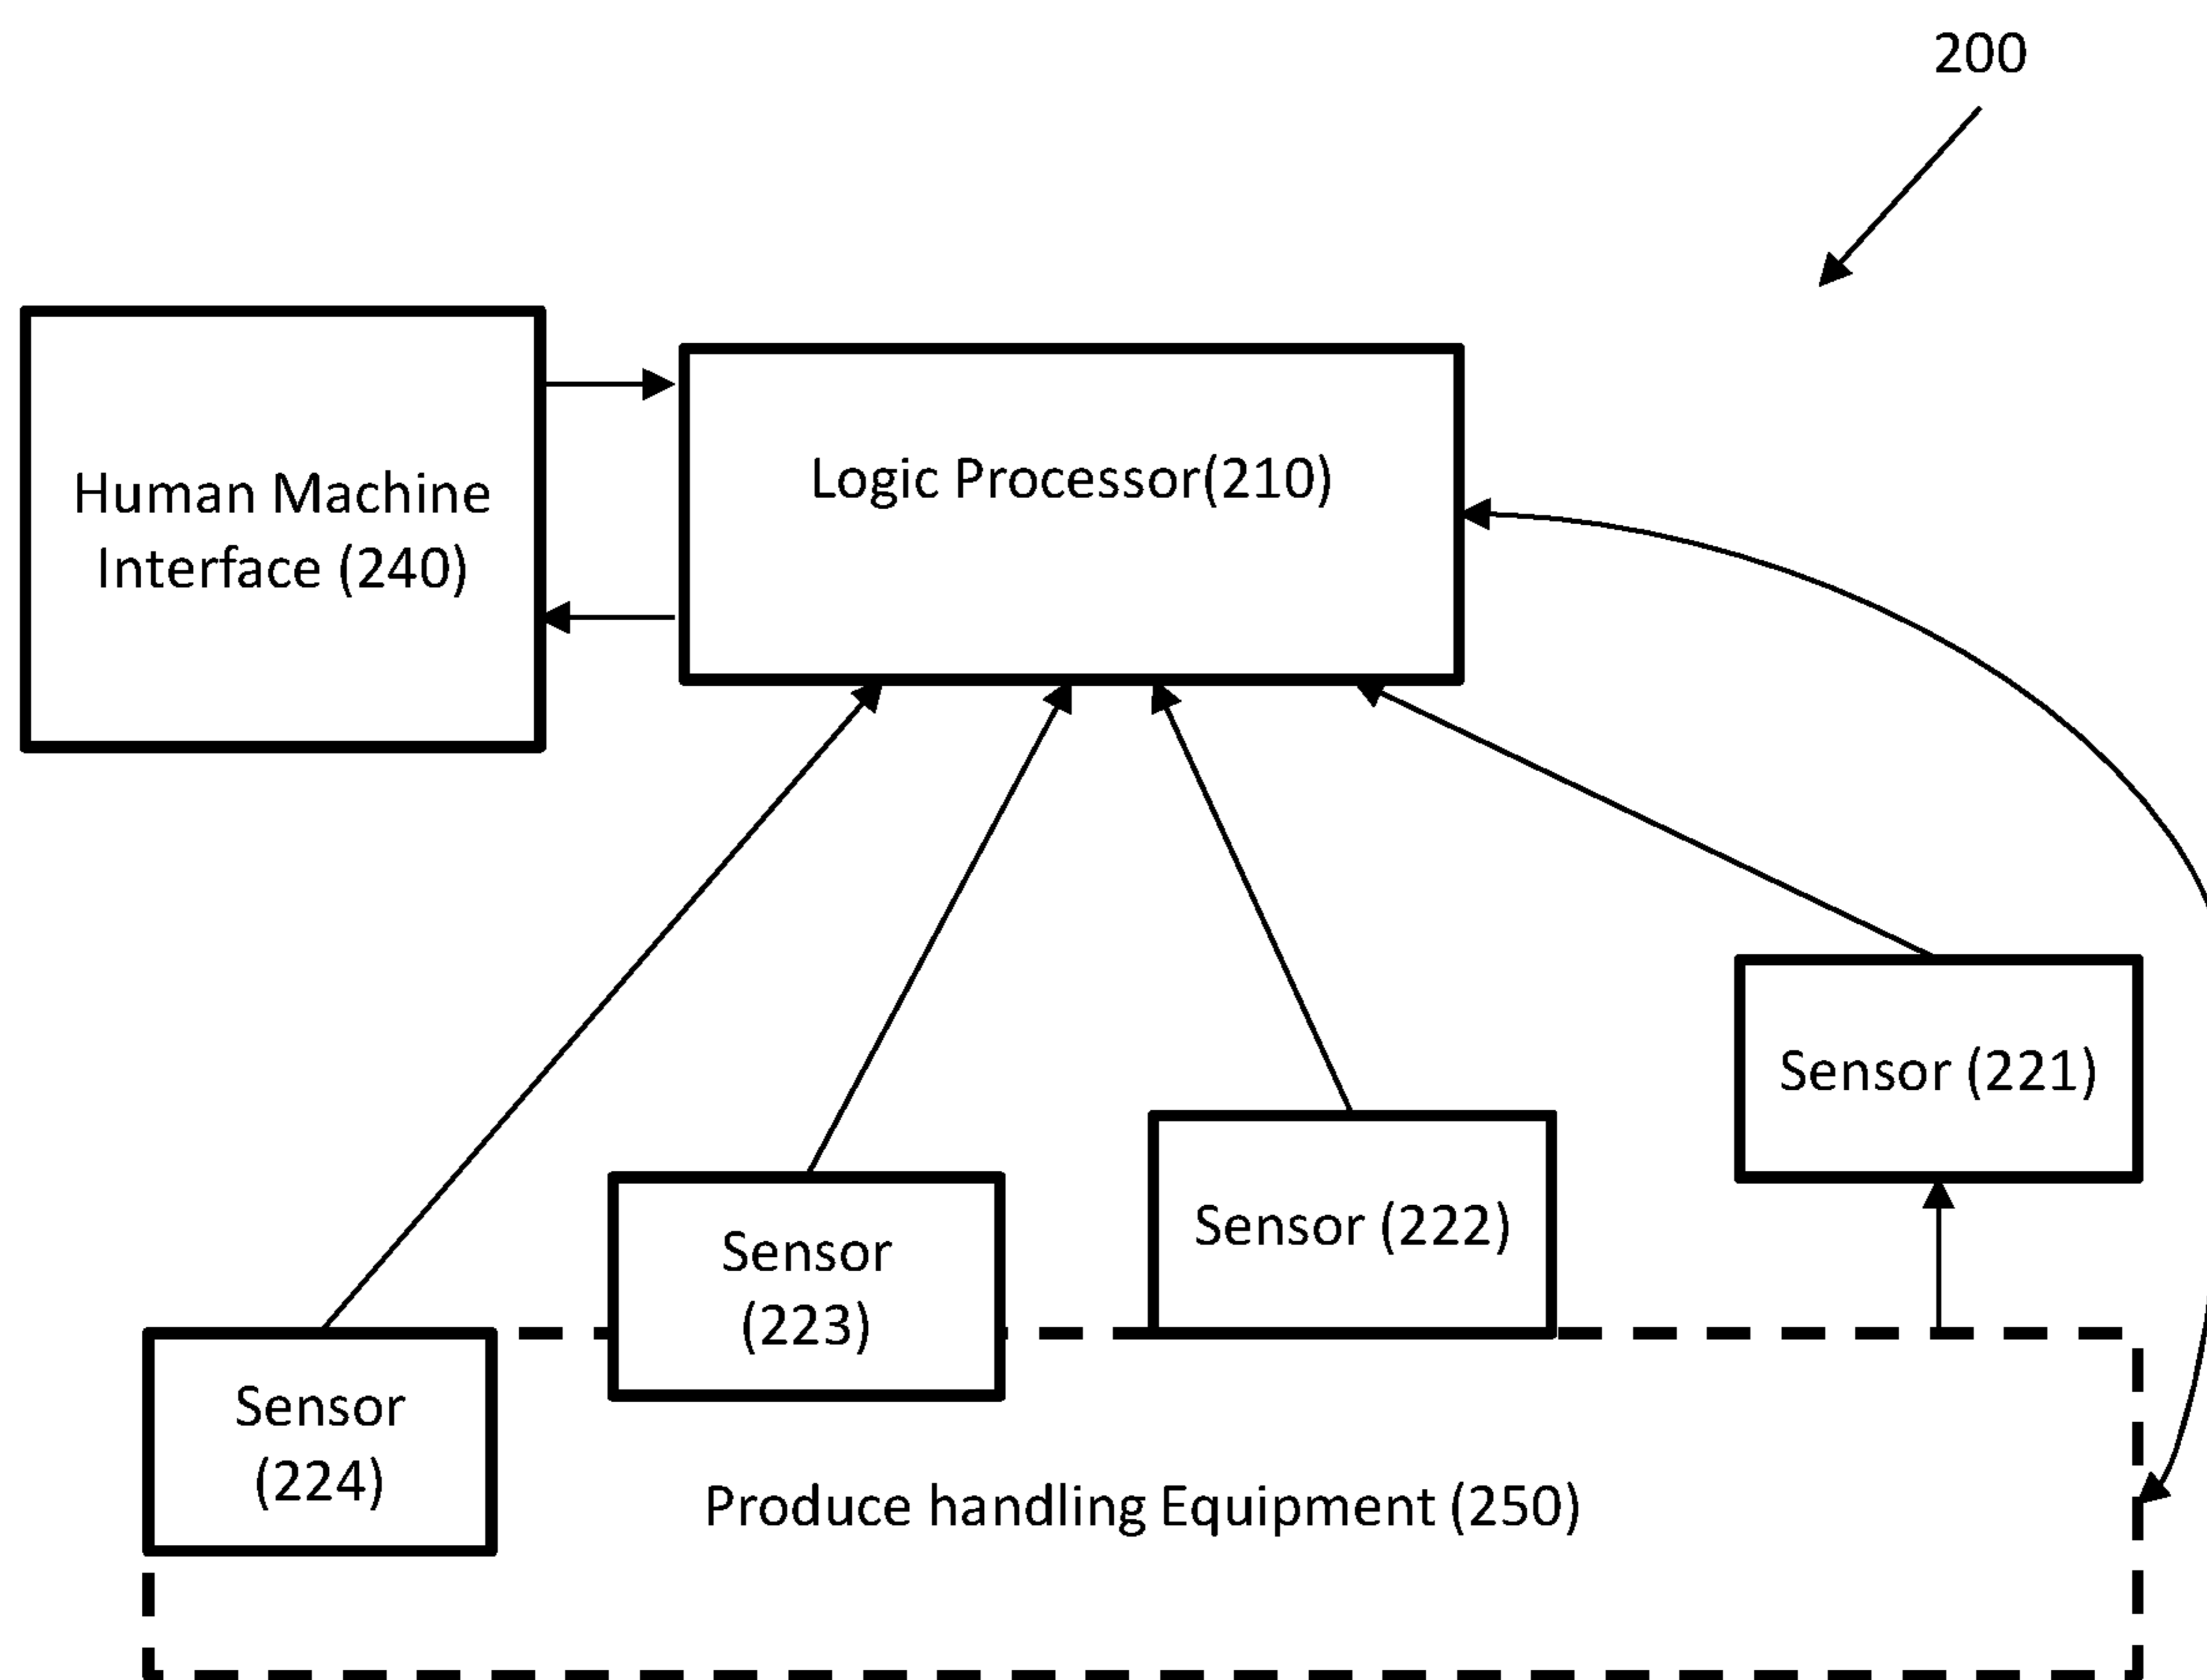 200
Human Machine
Interface (240)
Logic Processor(210)
Sensor (221)
Sensor (222)
Sensor
(223)
Sensor
(224)
Produce handling Equipment (250)